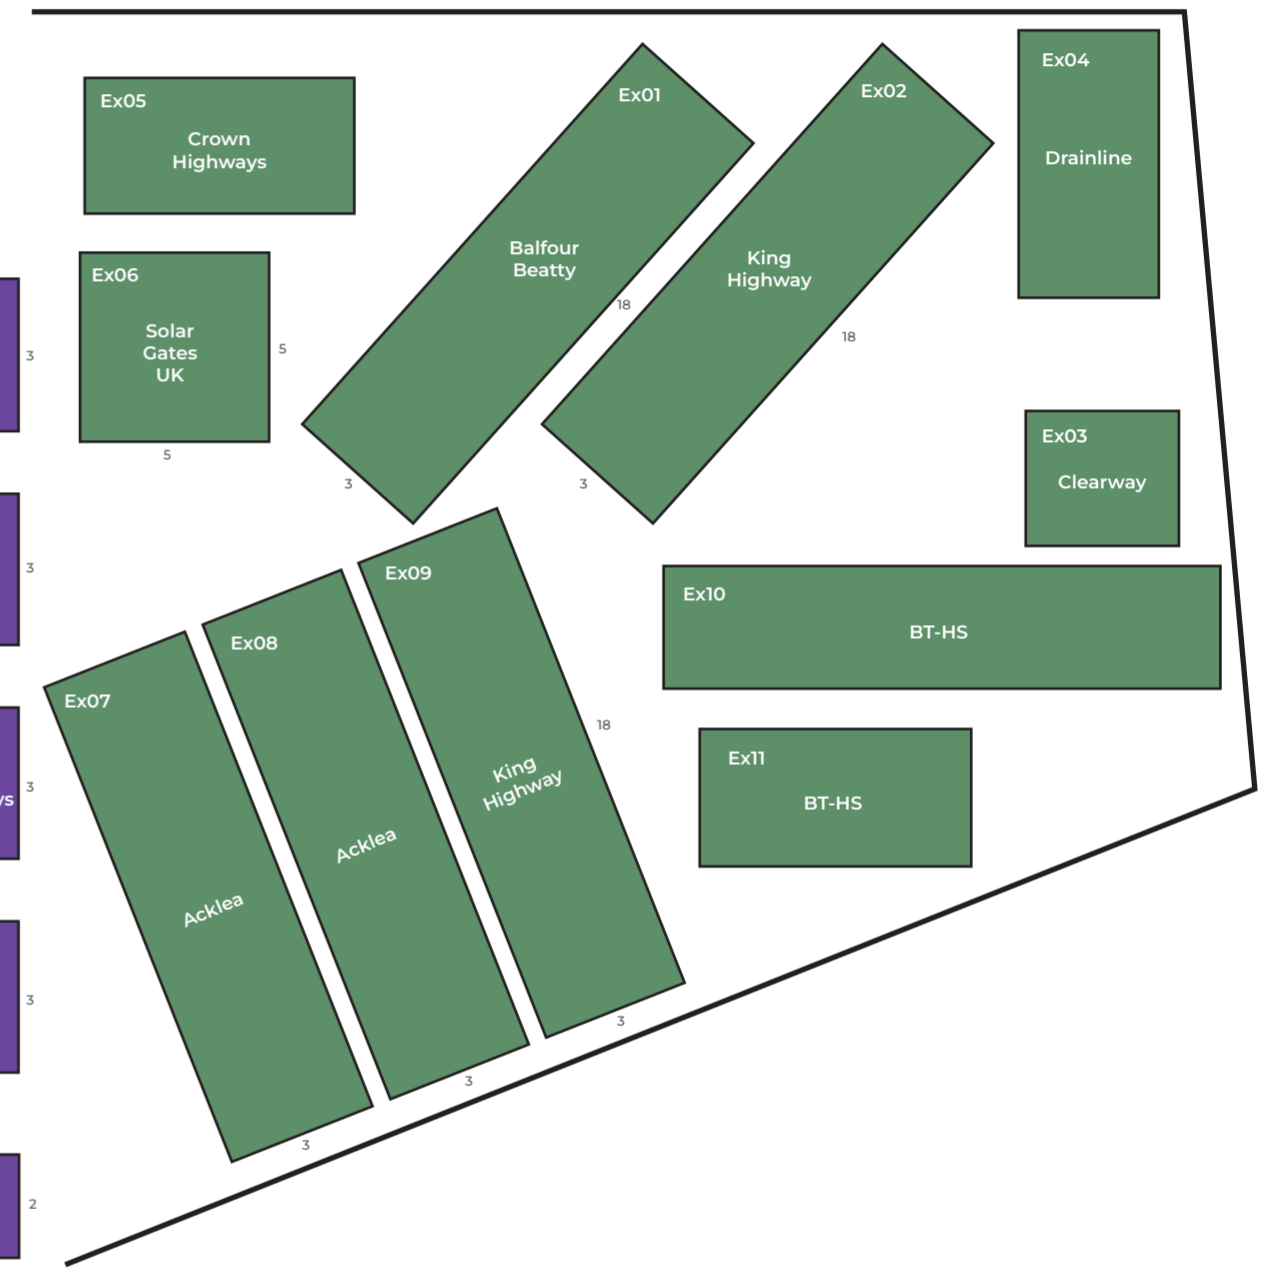 Ex05
Crown
Highways
Ex01
Balfour
Beatty
18
3
Ex02
King
Highway
18
3
Ex04
Drainline
Ex06
Solar
Gates
UK
5
5
Ex03
Clearway
Ex10
BT-HS
Ex11
BT-HS
Ex09
King
Highway
18
3
Ex08
Acklea
3
Ex07
Acklea
3
3
3
3
ys
3
2